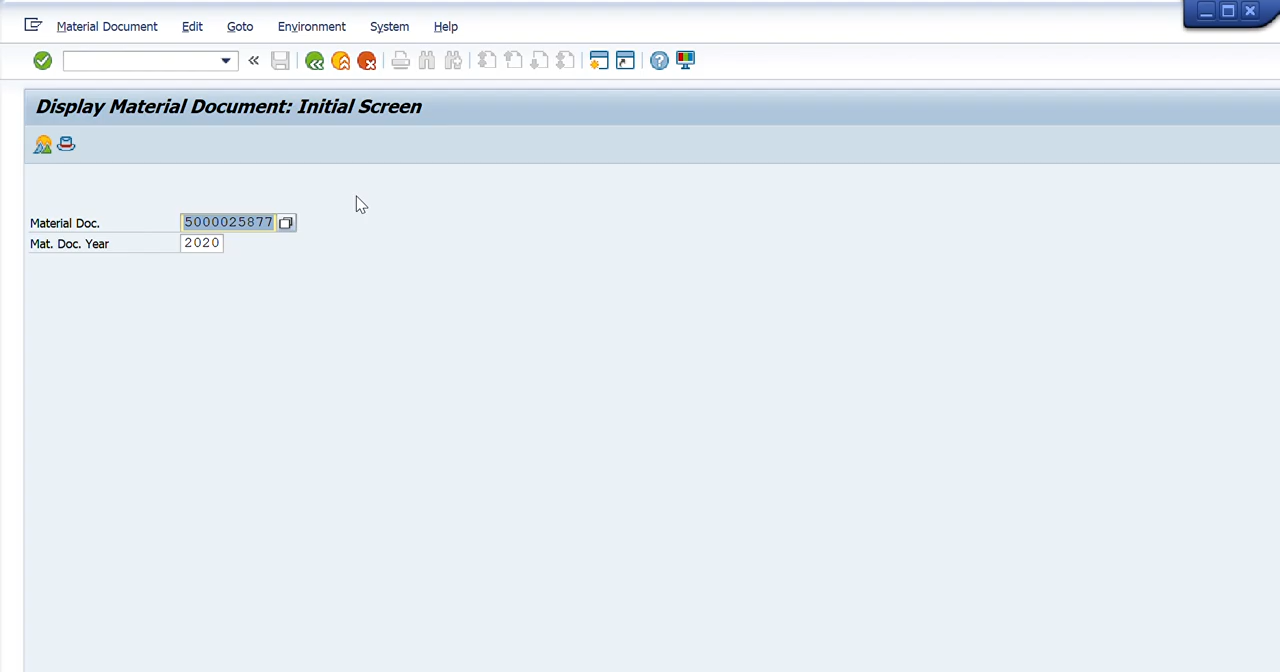 Material Document Edit Goto Environment System Help
Display Material Document: Initial Screen
Material Doc. 5000025877
Mat. Doc. Year 2020